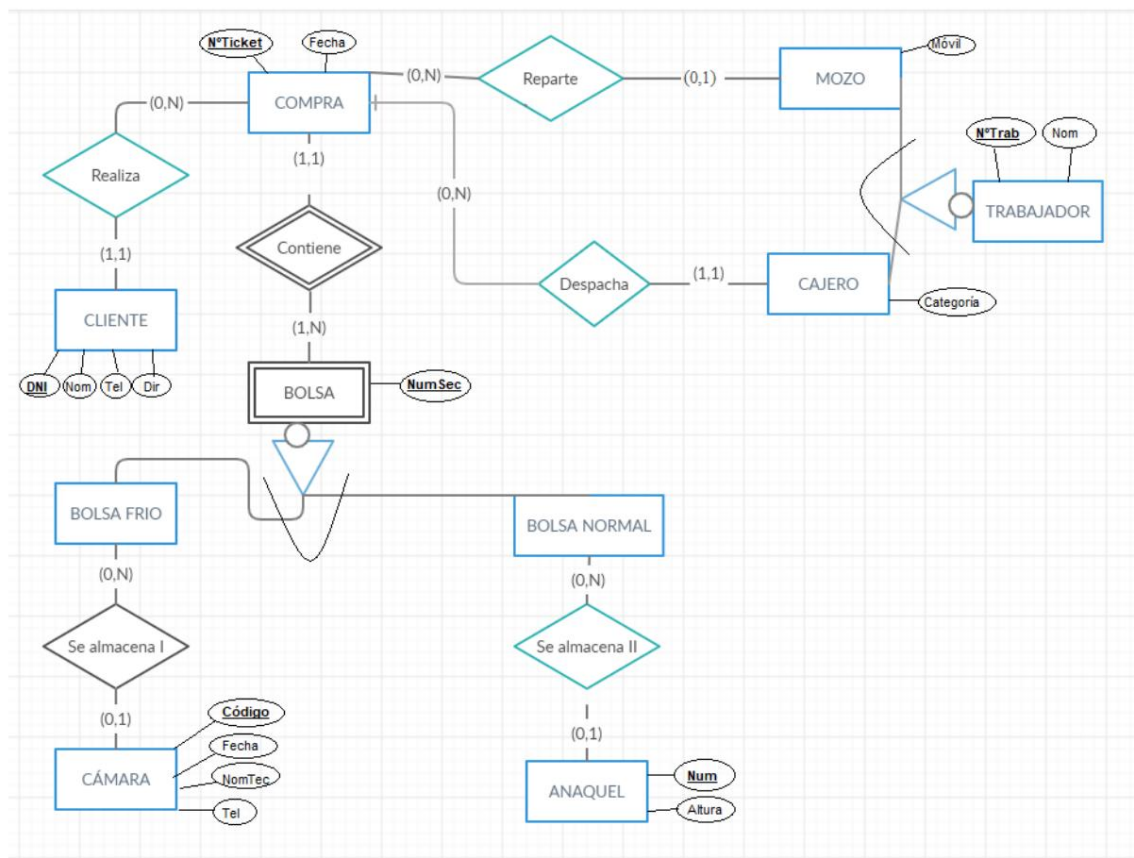 NºTicket
Fecha
COMPRA
(0,N)
Reparte
(0,1)
MOZO
Móvil
(0,N)
Realiza
(1,1)
CLIENTE
DNI
Nom
Tel
Dir
(1,1)
Contiene
(1,N)
BOLSA
NumSec
(0,N)
Despacha
(1,1)
CAJERO
Categoría
NºTrab
Nom
TRABAJADOR
BOLSA FRIO
(0,N)
Se almacena I
(0,1)
CÁMARA
Código
Fecha
NomTec
Tel
BOLSA NORMAL
(0,N)
Se almacena II
(0,1)
ANAQUEL
Num
Altura